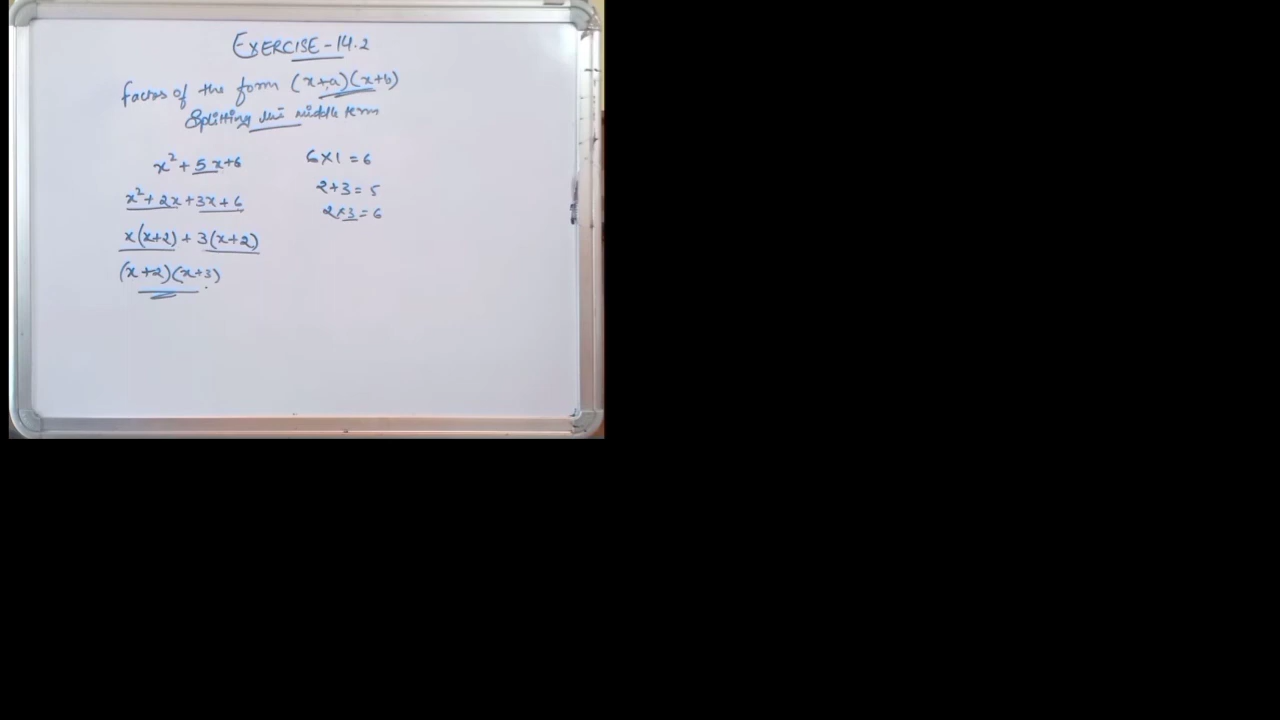 EXERCISE-14.2
factors of the form (x+a)(x+b)
Splitting the middle term
x² + 5x+6
6×1 = 6
x² + 2x + 3x + 6
2+3 = 5
2×3 = 6
x(x+2) + 3(x+2)
(x+2)(x+3)